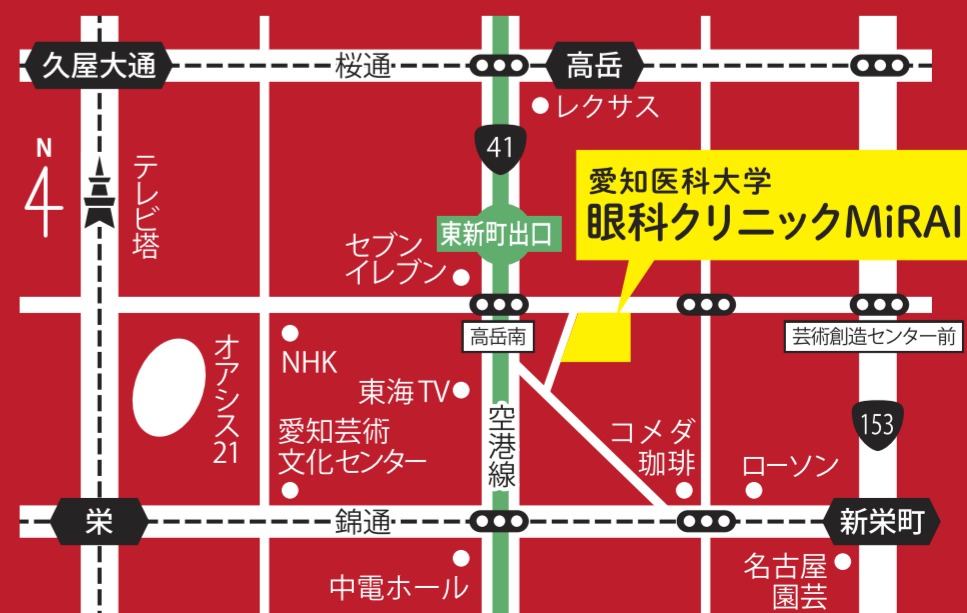 久屋大通
桜通
高岳
レクサス
N
41
テレビ塔
愛知医科大学
眼科クリニックMiRAI
東新町出口
セブン
イレブン
高岳南
芸術創造センター前
オアシス21
NHK
東海TV
空港線
愛知芸術
文化センター
コメダ
珈琲
153
ローソン
栄
錦通
新栄町
中電ホール
名古屋
園芸